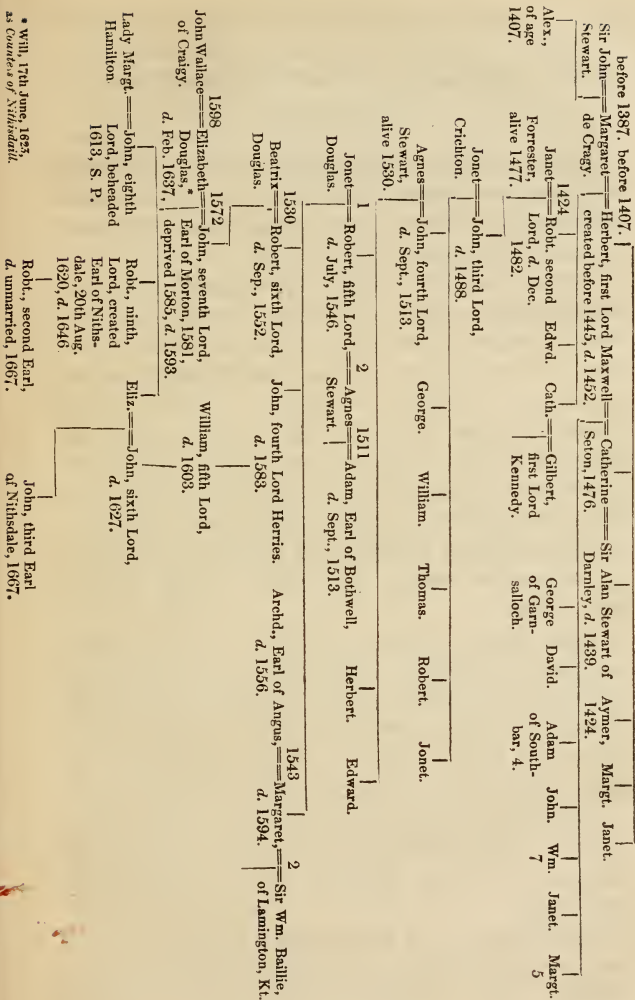 before 1387. before 1407.
Sir John Margaret Herbert, first Lord Maxwell Catherine Sir Alan Stewart of Aymer, Margt. Janet.
Stewart. de Cragy. created before 1445, d. 1452. Seton, 1476. Darnley, d. 1439. 1424.
1424
Alex., Janet Robt. second Edwd. Cath. Gilbert, George David. Adam John. Wm. Janet. Margt.
of age Forrester, Lord, d. Dec. first Lord of Garn- of South- 7 5
1407. alive 1477. 1482. Kennedy. salloch. bar, 4.
Jonet John, third Lord,
Crichton. d. 1488.
Agnes John, fourth Lord, George. William. Thomas. Robert. Jonet.
Stewart, d. Sept., 1513.
alive 1530.
1 2 1511
Jonet Robert, fifth Lord, Agnes Adam, Earl of Bothwell, Herbert. Edward.
Douglas. d. July, 1546. Stewart. d. Sept., 1513.
1530 1543 2
Beatrix Robert, sixth Lord, John, fourth Lord Herries. Archd., Earl of Angus, Margaret, Sir Wm. Baillie,
Douglas. d. Sep., 1552. d. 1583. d. 1556. d. 1594. of Lamington, Kt.
1598 1572
John Wallace Elizabeth John, seventh Lord, William, fifth Lord,
of Craigy. Douglas,* Earl of Morton, 1581, d. 1603.
d. Feb. 1637, deprived 1585, d. 1593.
Lady Margt. John, eighth Robt., ninth, Eliz. John, sixth Lord,
Hamilton Lord, beheaded Lord, created d. 1627.
1613, S. P. Earl of Niths-
dale, 20th Aug.
1620, d. 1646
Robt., second Earl, John, third Earl
d. unmarried, 1667. of Nithsdale, 1667.
* Will, 17th June, 1623,
as Countess of Nithisdaill.